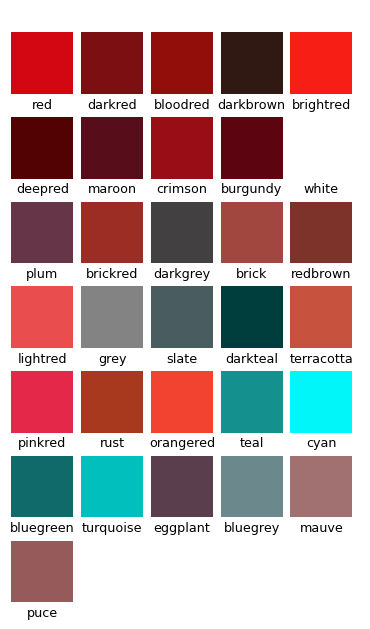 red darkred bloodred darkbrown brightred
deepred maroon crimson burgundy white
plum brickred darkgrey brick redbrown
lightred grey slate darkteal terracotta
pinkred rust orangered teal cyan
bluegreen turquoise eggplant bluegrey mauve
puce